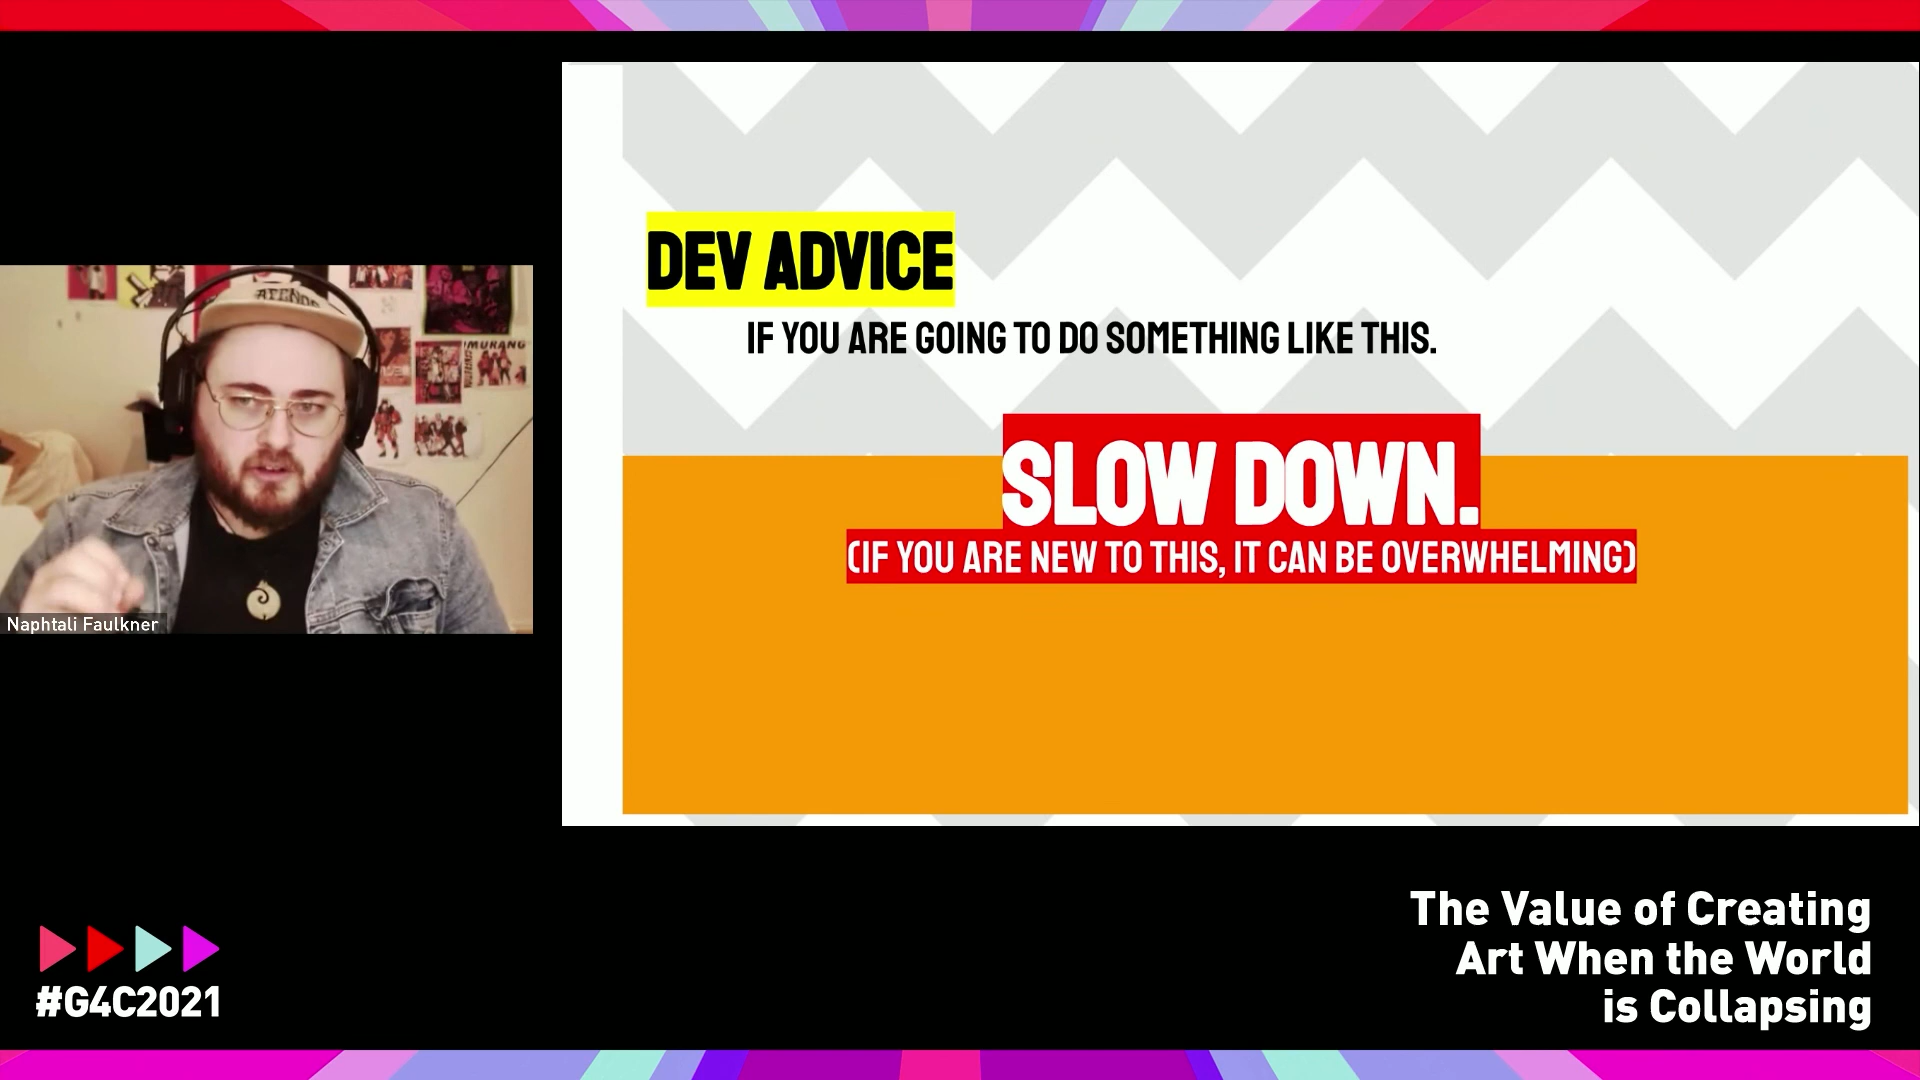 DEV ADVICE
IF YOU ARE GOING TO DO SOMETHING LIKE THIS.
SLOW DOWN.
(IF YOU ARE NEW TO THIS, IT CAN BE OVERWHELMING)
Naphtali Faulkner
#G4C2021
The Value of Creating
Art When the World
is Collapsing